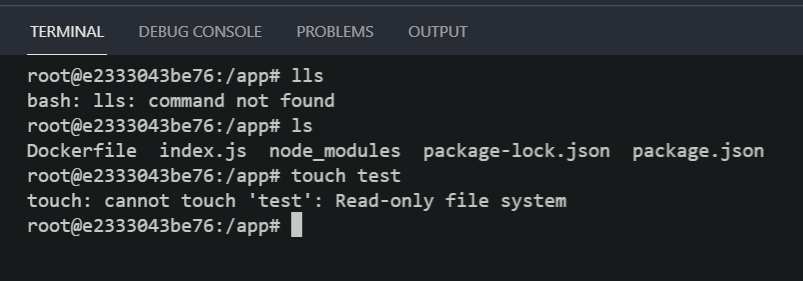 TERMINAL DEBUG CONSOLE PROBLEMS OUTPUT
root@e2333043be76:/app# lls
bash: lls: command not found
root@e2333043be76:/app# ls
Dockerfile  index.js  node_modules  package-lock.json  package.json
root@e2333043be76:/app# touch test
touch: cannot touch 'test': Read-only file system
root@e2333043be76:/app#